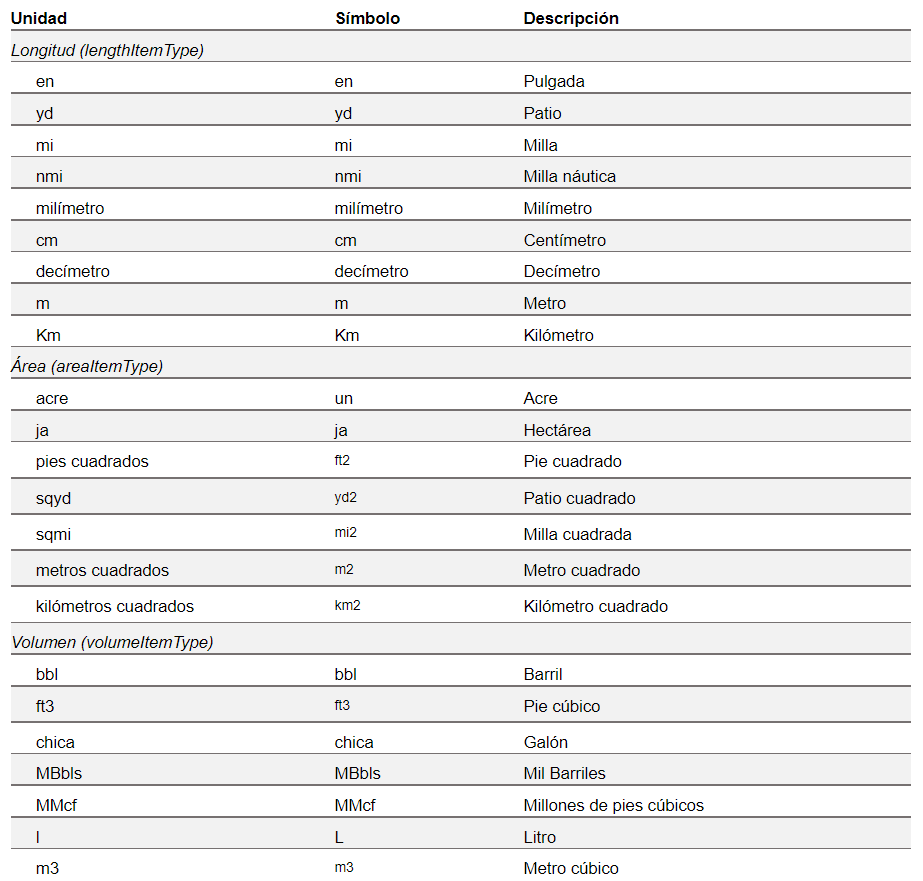 Unidad Símbolo Descripción
Longitud (lengthItemType)
en en Pulgada
yd yd Patio
mi mi Milla
nmi nmi Milla náutica
milímetro milímetro Milímetro
cm cm Centímetro
decímetro decímetro Decímetro
m m Metro
Km Km Kilómetro
Área (areaItemType)
acre un Acre
ja ja Hectárea
pies cuadrados ft2 Pie cuadrado
sqyd yd2 Patio cuadrado
sqmi mi2 Milla cuadrada
metros cuadrados m2 Metro cuadrado
kilómetros cuadrados km2 Kilómetro cuadrado
Volumen (volumeItemType)
bbl bbl Barril
ft3 ft3 Pie cúbico
chica chica Galón
MBbls MBbls Mil Barriles
MMcf MMcf Millones de pies cúbicos
l L Litro
m3 m3 Metro cúbico